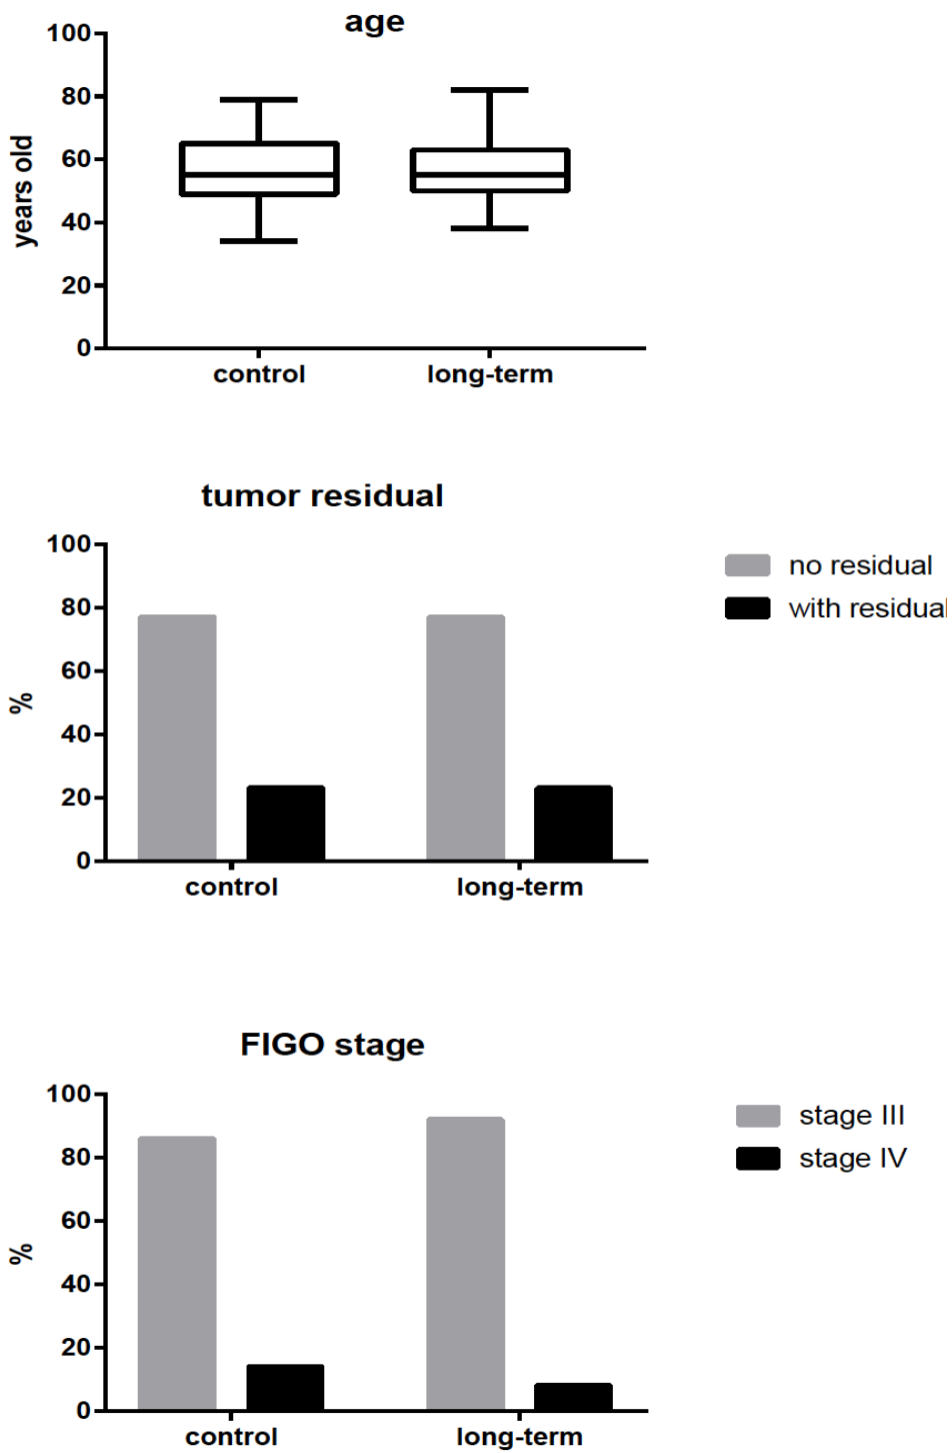 age
100
80
60
40
20
0
years old
control long-term
tumor residual
100
80
60
40
20
0
%
control long-term
no residual
with residual
FIGO stage
100
80
60
40
20
0
%
control long-term
stage III
stage IV